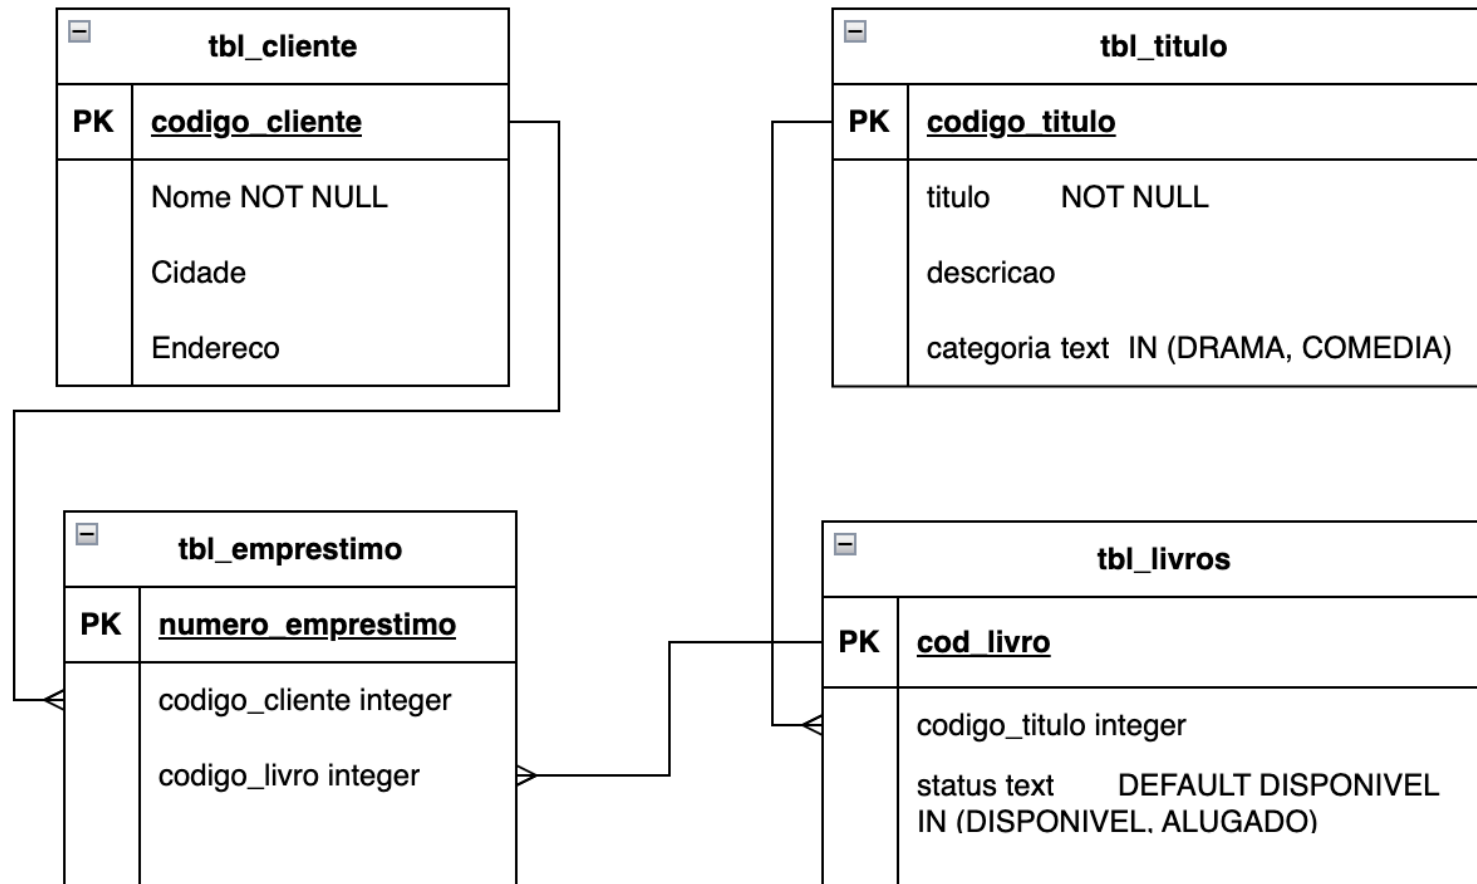 tbl_cliente
PK codigo_cliente
Nome NOT NULL
Cidade
Endereco
tbl_titulo
PK codigo_titulo
titulo NOT NULL
descricao
categoria text IN (DRAMA, COMEDIA)
tbl_emprestimo
PK numero_emprestimo
codigo_cliente integer
codigo_livro integer
tbl_livros
PK cod_livro
codigo_titulo integer
status text DEFAULT DISPONIVEL
IN (DISPONIVEL, ALUGADO)